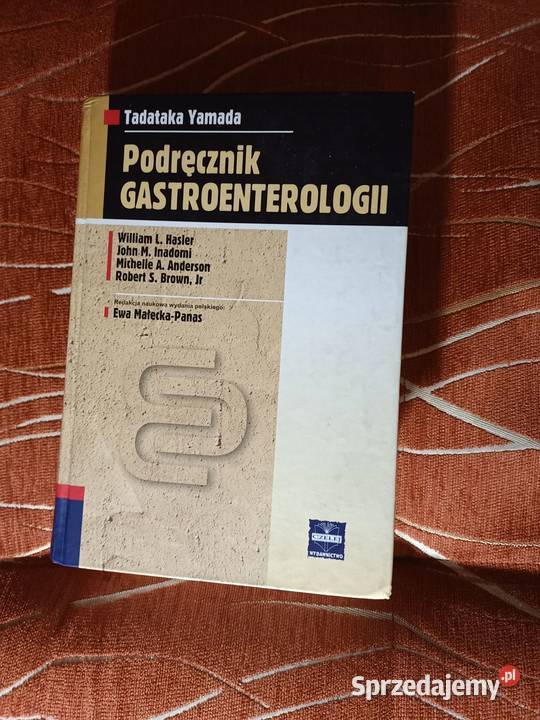 Tadataka Yamada
Podręcznik
GASTROENTEROLOGII
William L. Hasler
John M. Inadomi
Michelle A. Anderson
Robert S. Brown, Jr
Redakcja naukowa wydania polskiego:
Ewa Małecka-Panas
CZELEJ
WYDAWNICTWO
Sprzedajemy.pl